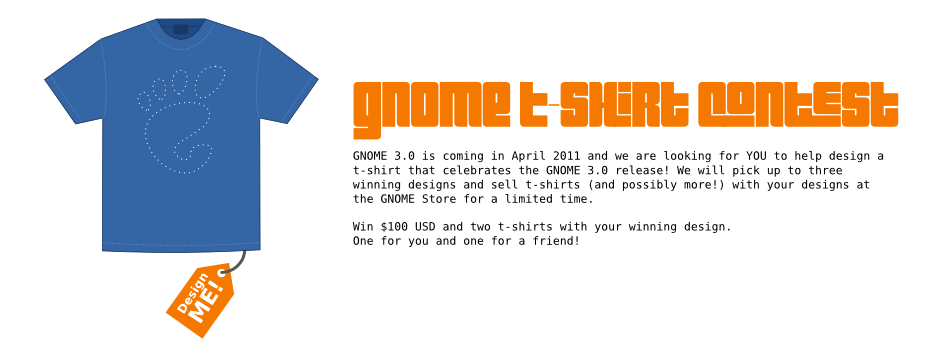 gnome t-shirt contest
GNOME 3.0 is coming in April 2011 and we are looking for YOU to help design a
t-shirt that celebrates the GNOME 3.0 release! We will pick up to three
winning designs and sell t-shirts (and possibly more!) with your designs at
the GNOME Store for a limited time.
Win $100 USD and two t-shirts with your winning design.
One for you and one for a friend!
Design
ME!